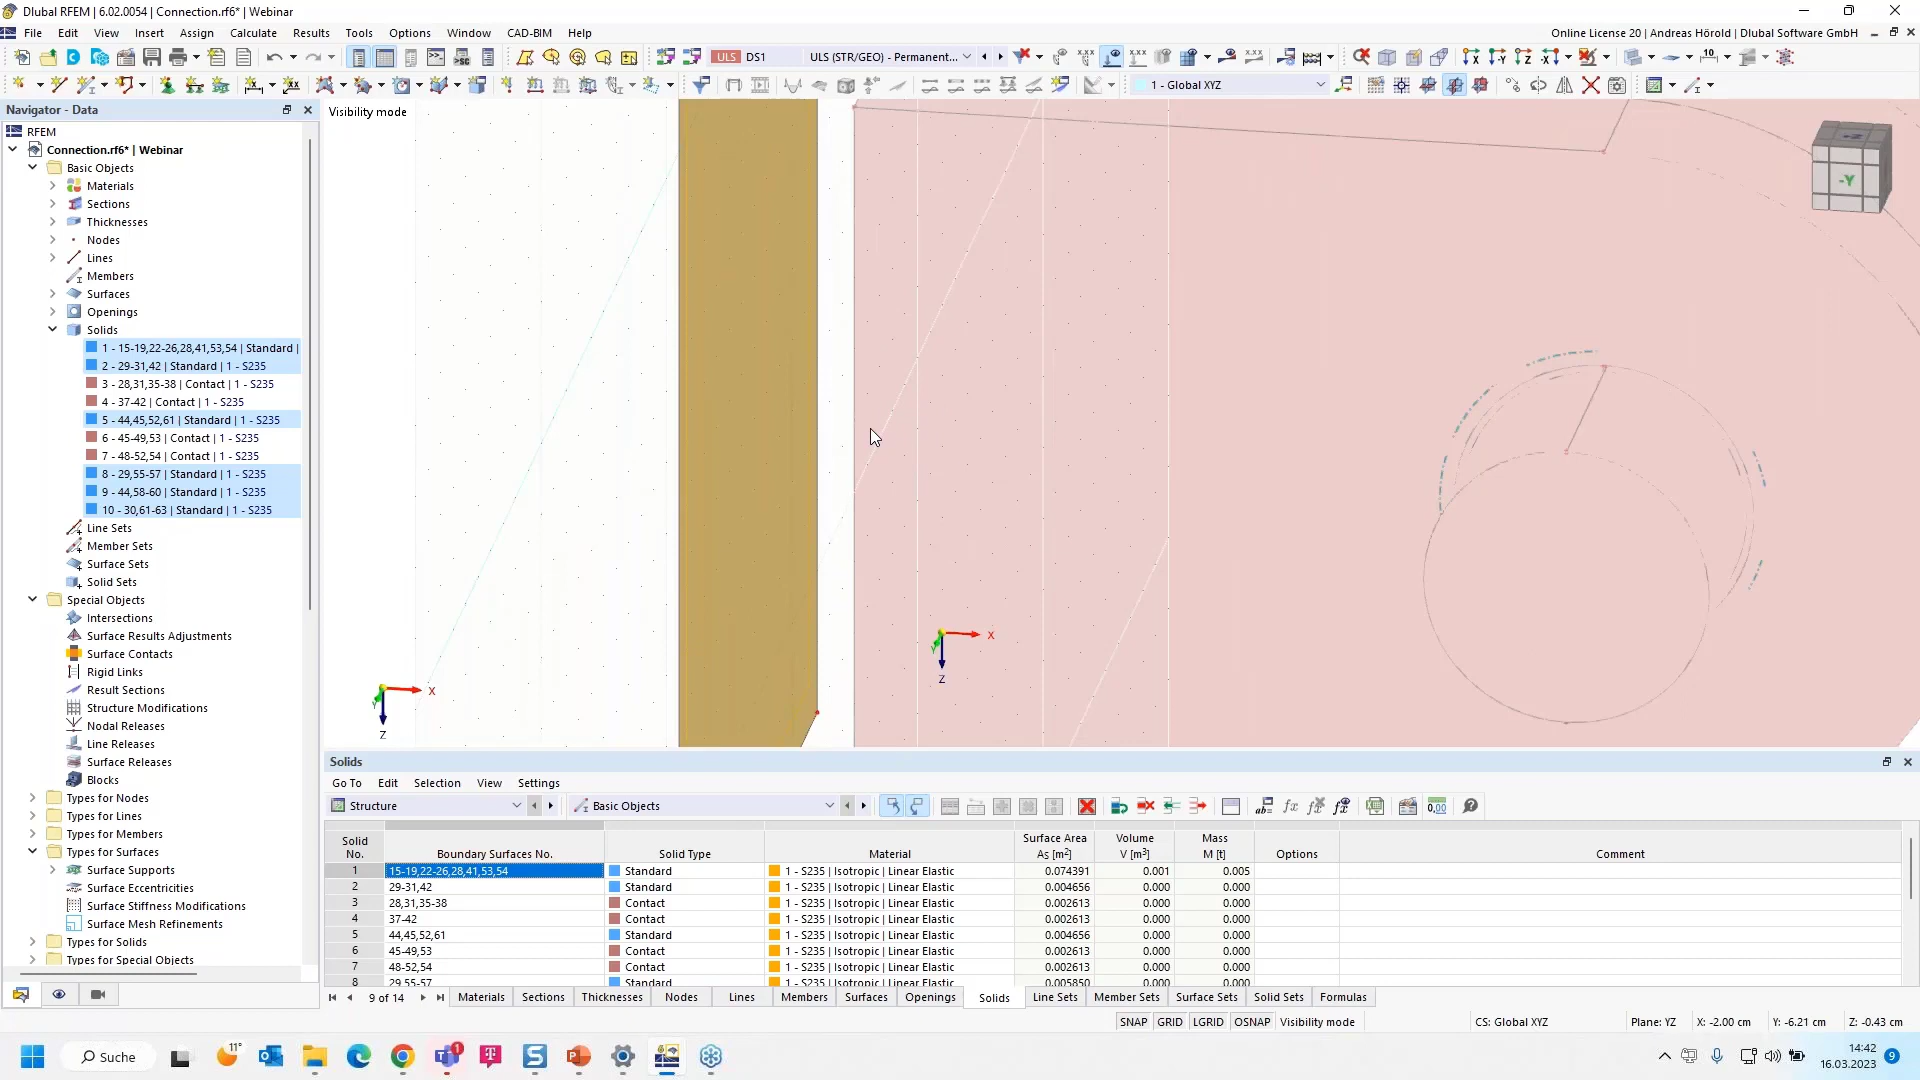 Dlubal RFEM | 6.02.0054 | Connection.rf6* | Webinar
File Edit View Insert Assign Calculate Results Tools Options Window CAD-BIM Help
Online License 20 | Andreas Hörold | Dlubal Software GmbH
ULS DS1 ULS (STR/GEO) - Permanent...
1 - Global XYZ
Navigator - Data
Visibility mode
RFEM
Connection.rf6* | Webinar
Basic Objects
Materials
Sections
Thicknesses
Nodes
Lines
Members
Surfaces
Openings
Solids
1 - 15-19,22-26,28,41,53,54 | Standard |
2 - 29-31,42 | Standard | 1 - S235
3 - 28,31,35-38 | Contact | 1 - S235
4 - 37-42 | Contact | 1 - S235
5 - 44,45,52,61 | Standard | 1 - S235
6 - 45-49,53 | Contact | 1 - S235
7 - 48-52,54 | Contact | 1 - S235
8 - 29,55-57 | Standard | 1 - S235
9 - 44,58-60 | Standard | 1 - S235
10 - 30,61-63 | Standard | 1 - S235
Line Sets
Member Sets
Surface Sets
Solid Sets
Special Objects
Intersections
Surface Results Adjustments
Surface Contacts
Rigid Links
Result Sections
Structure Modifications
Nodal Releases
Line Releases
Surface Releases
Blocks
Types for Nodes
Types for Lines
Types for Members
Types for Surfaces
Surface Supports
Surface Eccentricities
Surface Stiffness Modifications
Surface Mesh Refinements
Types for Solids
Types for Special Objects
-Y
X
Z
X
Z
Solids
Go To Edit Selection View Settings
Structure Basic Objects
Solid No. Boundary Surfaces No. Solid Type Material Surface Area As [m²] Volume V [m³] Mass M [t] Options Comment
1 15-19,22-26,28,41,53,54 Standard 1 - S235 | Isotropic | Linear Elastic 0.074391 0.001 0.005
2 29-31,42 Standard 1 - S235 | Isotropic | Linear Elastic 0.004656 0.000 0.000
3 28,31,35-38 Contact 1 - S235 | Isotropic | Linear Elastic 0.002613 0.000 0.000
4 37-42 Contact 1 - S235 | Isotropic | Linear Elastic 0.002613 0.000 0.000
5 44,45,52,61 Standard 1 - S235 | Isotropic | Linear Elastic 0.004656 0.000 0.000
6 45-49,53 Contact 1 - S235 | Isotropic | Linear Elastic 0.002613 0.000 0.000
7 48-52,54 Contact 1 - S235 | Isotropic | Linear Elastic 0.002613 0.000 0.000
8 29,55-57 Standard 1 - S235 | Isotropic | Linear Elastic 0.005850 0.000 0.000
9 of 14 Materials Sections Thicknesses Nodes Lines Members Surfaces Openings Solids Line Sets Member Sets Surface Sets Solid Sets Formulas
SNAP GRID LGRID OSNAP Visibility mode CS: Global XYZ Plane: YZ X: -2.00 cm Y: -6.21 cm Z: -0.43 cm
Suche 11° 1 14:42
16.03.2023 9